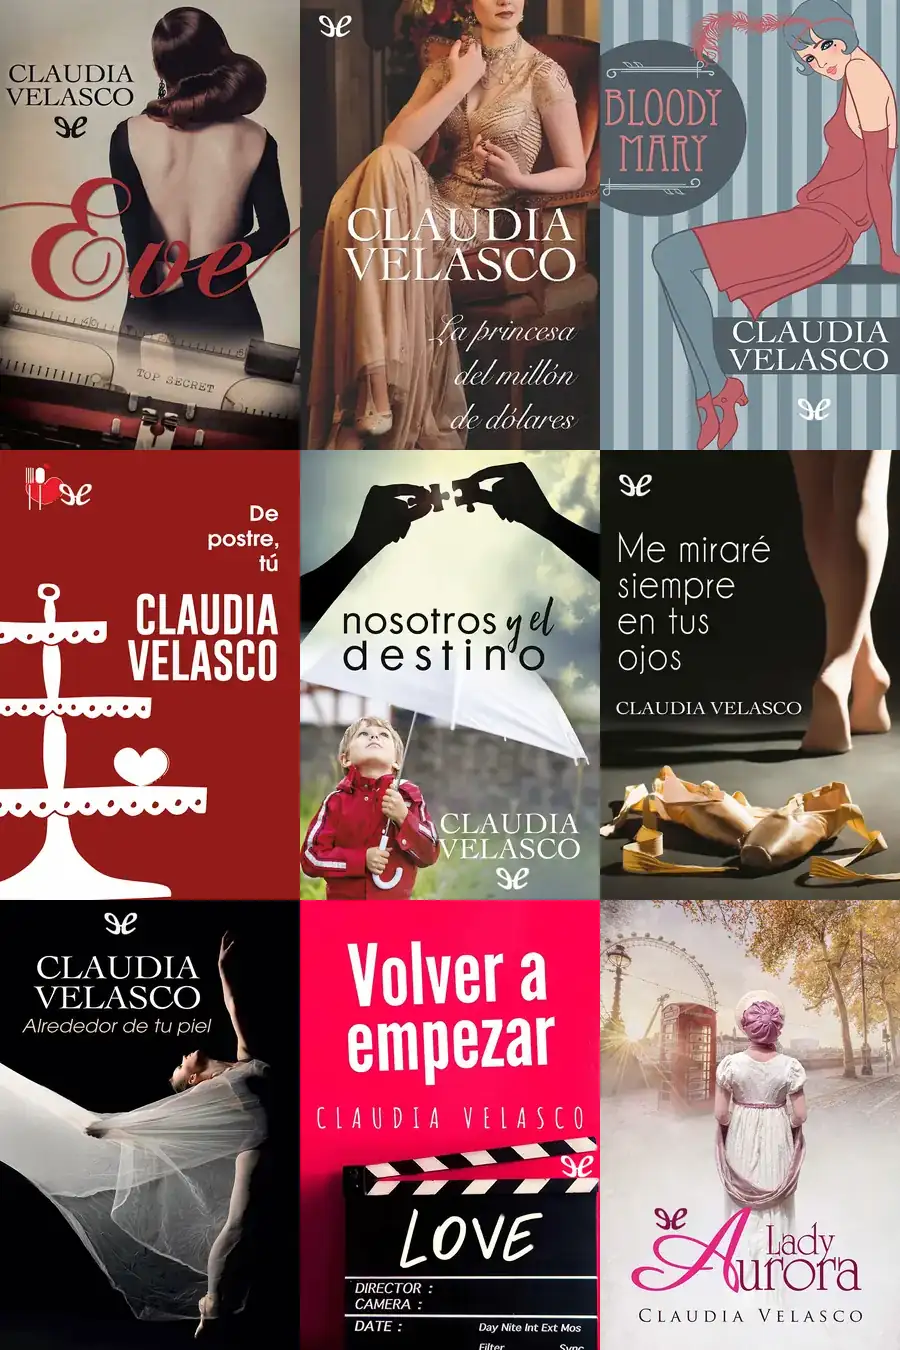 CLAUDIA
VELASCO
Eve
TOP SECRET
CLAUDIA
VELASCO
La princesa
del millón
de dólares
BLOODY
MARY
CLAUDIA
VELASCO
De
postre,
tú
CLAUDIA
VELASCO
nosotros y el
destino
CLAUDIA
VELASCO
Me miraré
siempre
en tus
ojos
CLAUDIA VELASCO
CLAUDIA
VELASCO
Alrededor de tu piel
Volver a
empezar
CLAUDIA VELASCO
LOVE
DIRECTOR :
CAMERA :
DATE : Day Nite Int Ext Mos
Filter Sync
Lady
Aurora
CLAUDIA VELASCO